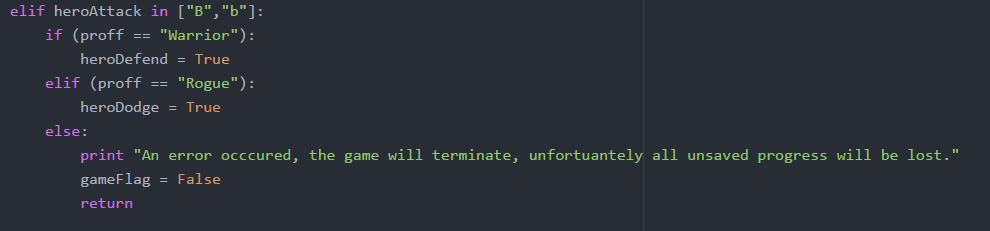 elif heroAttack in ["B","b"]:
    if (proff == "Warrior"):
        heroDefend = True
    elif (proff == "Rogue"):
        heroDodge = True
    else:
        print "An error occcured, the game will terminate, unfortuantely all unsaved progress will be lost."
        gameFlag = False
        return